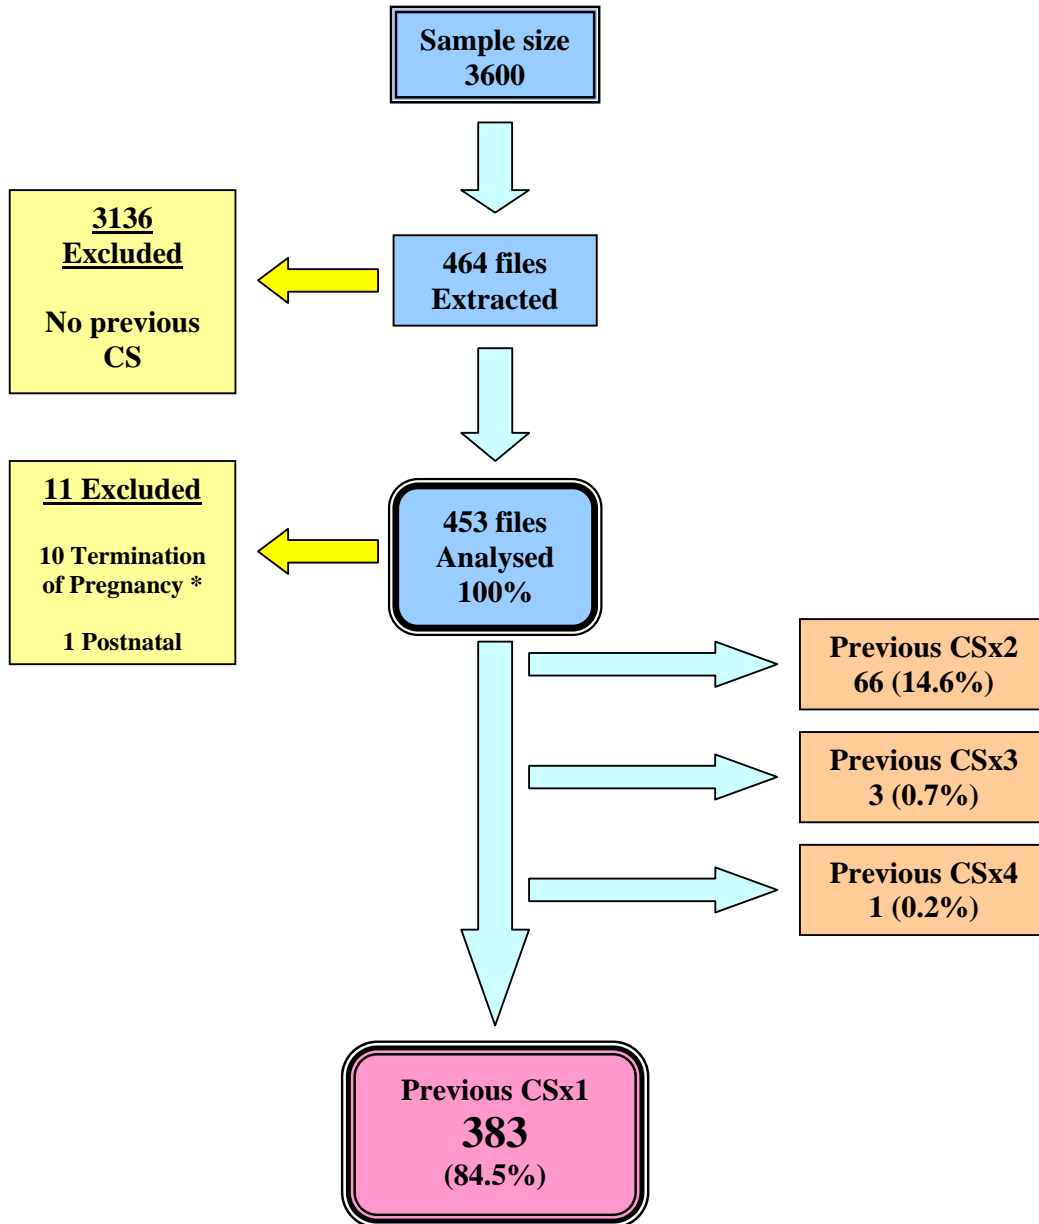 Sample size
3600
3136
Excluded
No previous
CS
464 files
Extracted
11 Excluded
10 Termination
of Pregnancy *
1 Postnatal
453 files
Analysed
100%
Previous CSx2
66 (14.6%)
Previous CSx3
3 (0.7%)
Previous CSx4
1 (0.2%)
Previous CSx1
383
(84.5%)